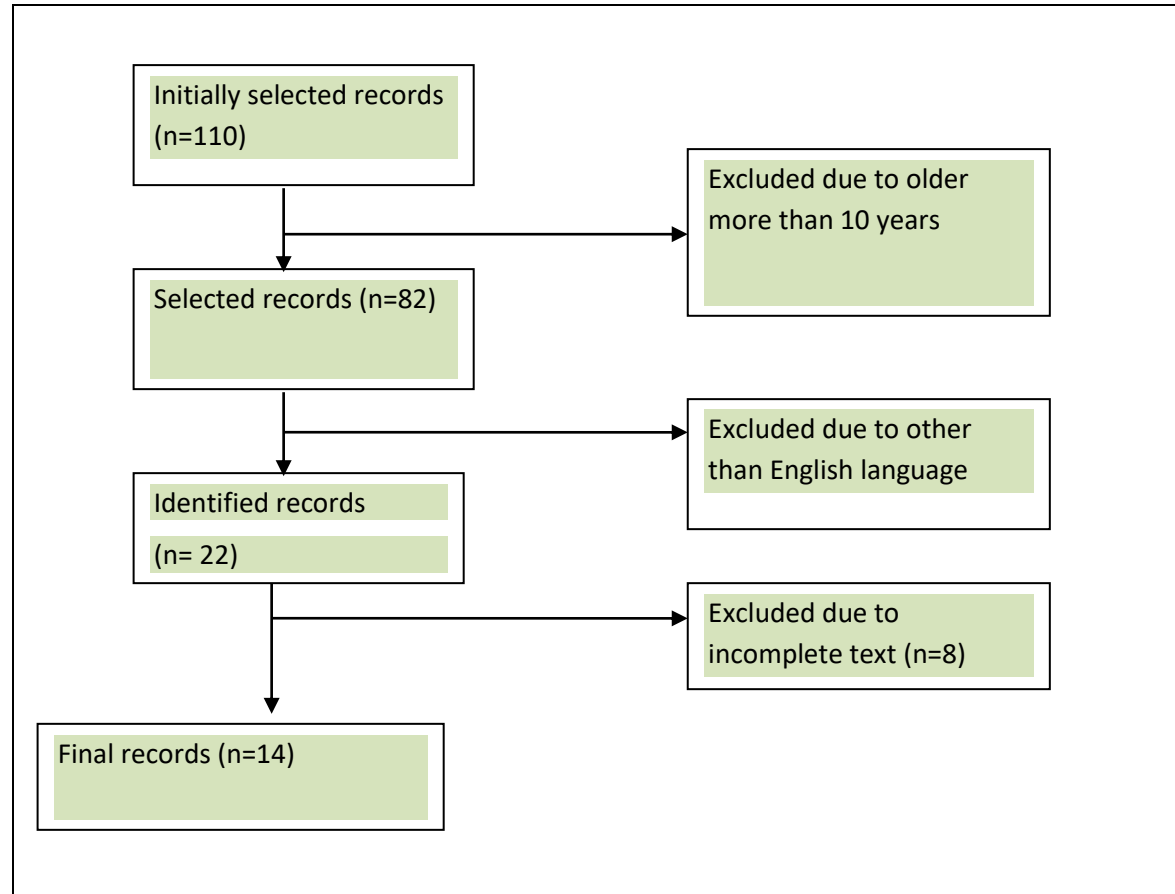 Initially selected records
(n=110)
Excluded due to older
more than 10 years
Selected records (n=82)
Excluded due to other
than English language
Identified records
(n= 22)
Excluded due to
incomplete text (n=8)
Final records (n=14)